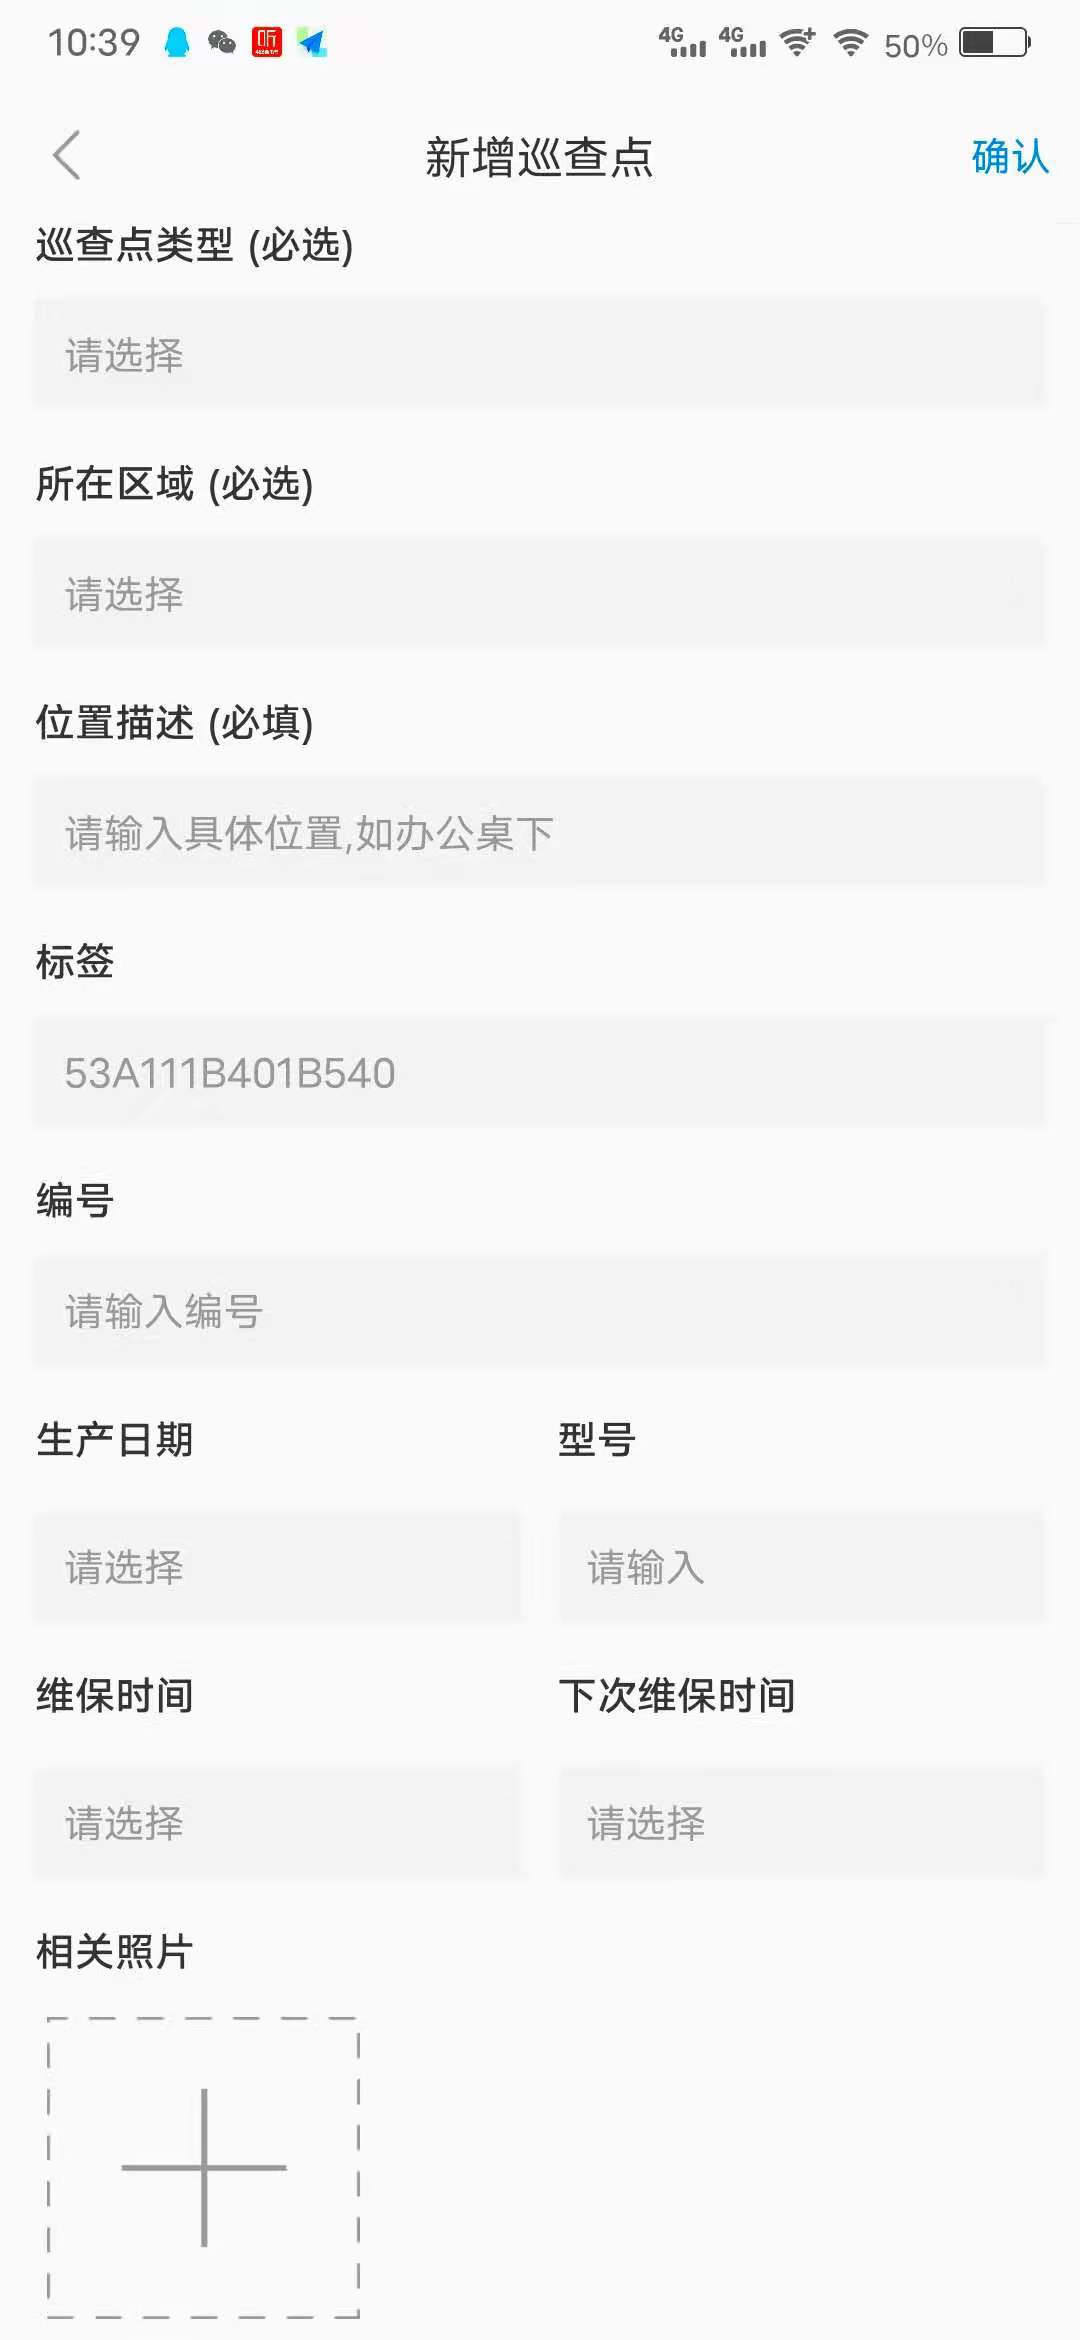 10:39 听 4G 4G 50%
新增巡查点 确认
巡查点类型 (必选)
请选择
所在区域 (必选)
请选择
位置描述 (必填)
请输入具体位置,如办公桌下
标签
53A111B401B540
编号
请输入编号
生产日期 型号
请选择 请输入
维保时间 下次维保时间
请选择 请选择
相关照片